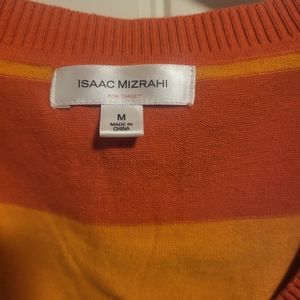 ISAAC MIZRAHI
FOR TARGET
M
MADE IN
CHINA